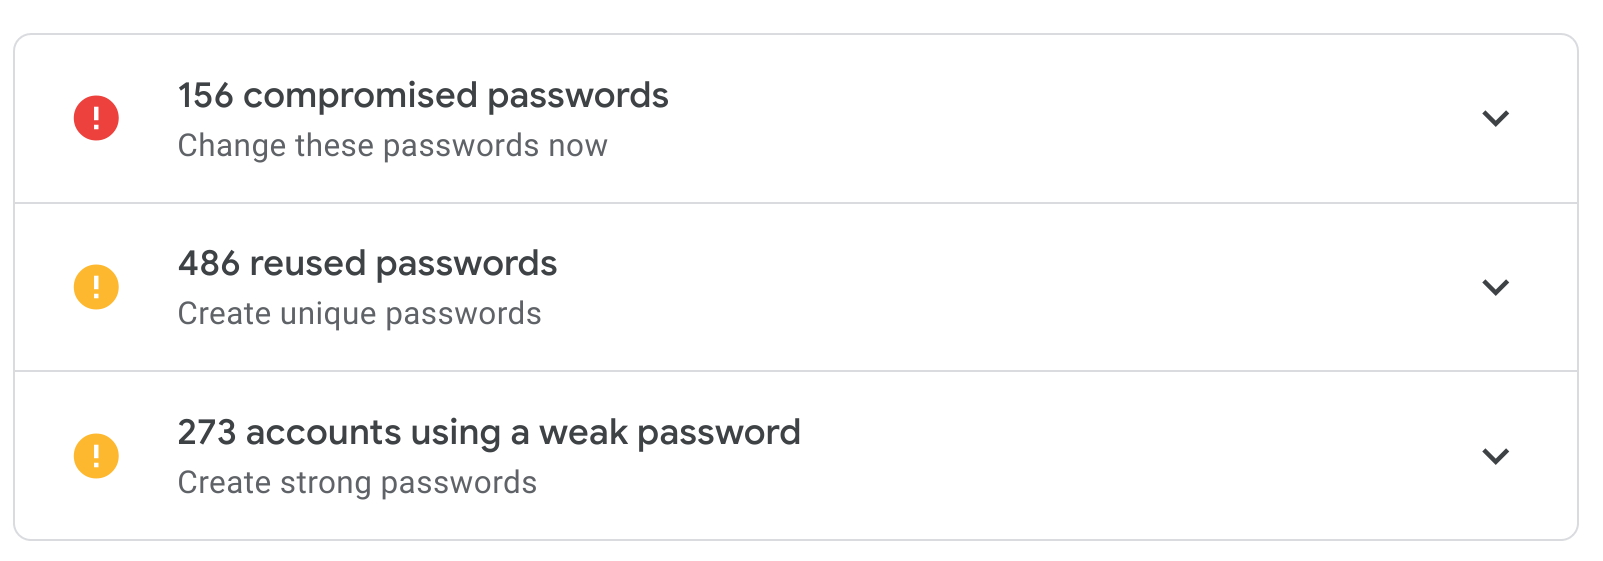 156 compromised passwords
Change these passwords now
486 reused passwords
Create unique passwords
273 accounts using a weak password
Create strong passwords